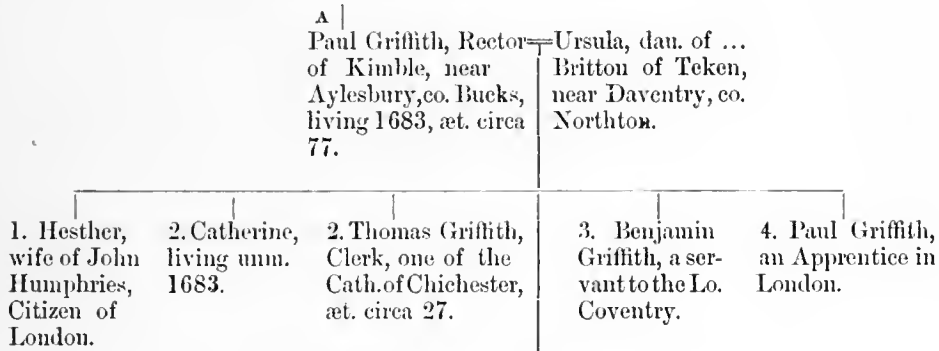 A
Paul Griffith, Rector
of Kimble, near
Aylesbury, co. Bucks,
living 1683, æt. circa
77.
Ursula, dau. of ...
Britton of Teken,
near Daventry, co.
Northton.
1. Hesther,
wife of John
Humphries,
Citizen of
London.
2. Catherine,
living unm.
1683.
2. Thomas Griffith,
Clerk, one of the
Cath. of Chichester,
æt. circa 27.
3. Benjamin
Griffith, a ser-
vant to the Lo.
Coventry.
4. Paul Griffith,
an Apprentice in
London.